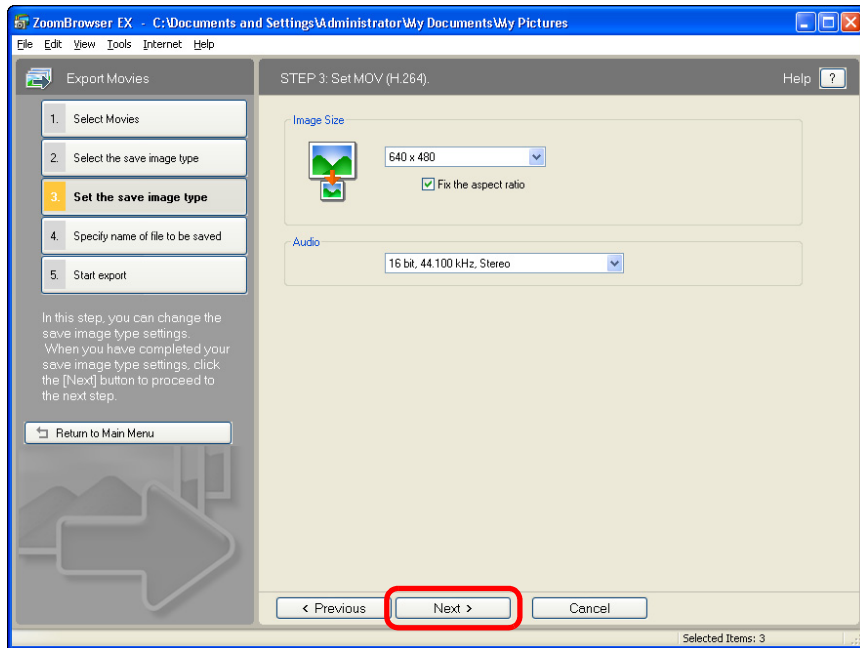 ZoomBrowser EX - C:\Documents and Settings\Administrator\My Documents\My Pictures
File Edit View Tools Internet Help
Export Movies
STEP 3: Set MOV (H.264).
Help ?
1. Select Movies
2. Select the save image type
3. Set the save image type
4. Specify name of file to be saved
5. Start export
In this step, you can change the
save image type settings.
When you have completed your
save image type settings, click
the [Next] button to proceed to
the next step.
Return to Main Menu
Image Size
640 x 480
Fix the aspect ratio
Audio
16 bit, 44.100 kHz, Stereo
< Previous
Next >
Cancel
Selected Items: 3